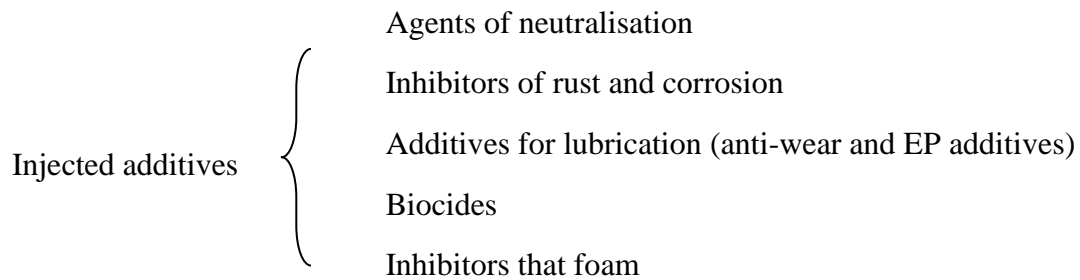 Agents of neutralisation
Inhibitors of rust and corrosion
Additives for lubrication (anti-wear and EP additives)
Injected additives
Biocides
Inhibitors that foam